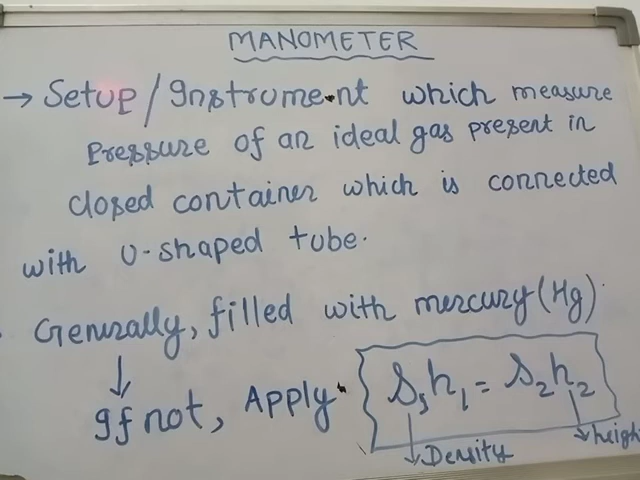 MANOMETER
→ Setup/Instrument which measure
Pressure of an ideal gas present in
closed container which is connected
with U-shaped tube.
Generally, filled with mercury(Hg).
↓
If not, Apply S₁h₁ = S₂h₂
↓Density ↓height